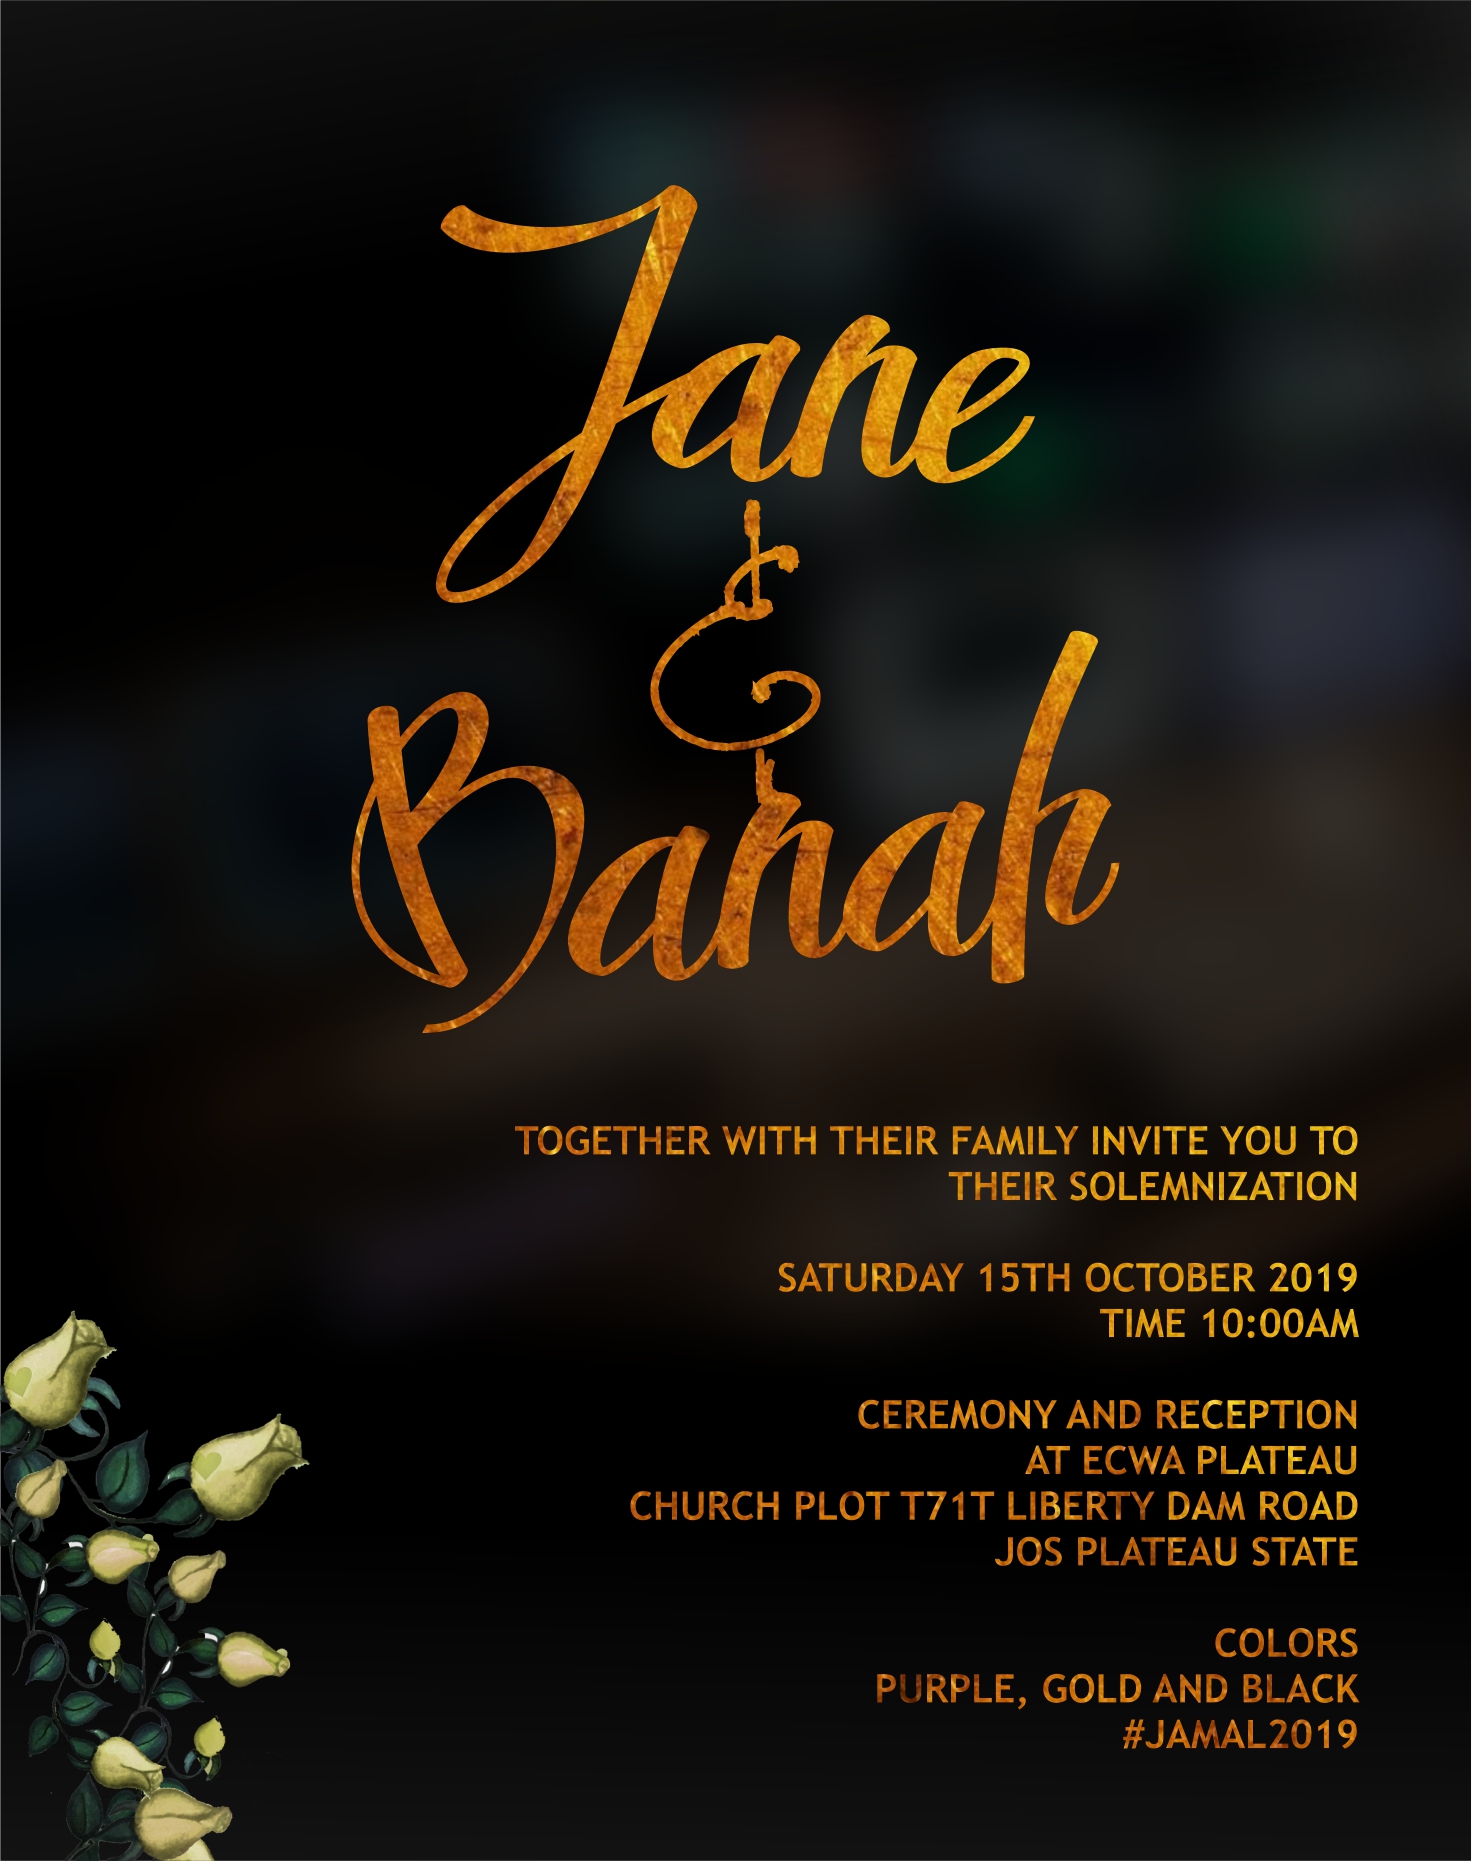 Jane
&
Banah
TOGETHER WITH THEIR FAMILY INVITE YOU TO
THEIR SOLEMNIZATION
SATURDAY 15TH OCTOBER 2019
TIME 10:00AM
CEREMONY AND RECEPTION
AT ECWA PLATEAU
CHURCH PLOT T71T LIBERTY DAM ROAD
JOS PLATEAU STATE
COLORS
PURPLE, GOLD AND BLACK
#JAMAL2019